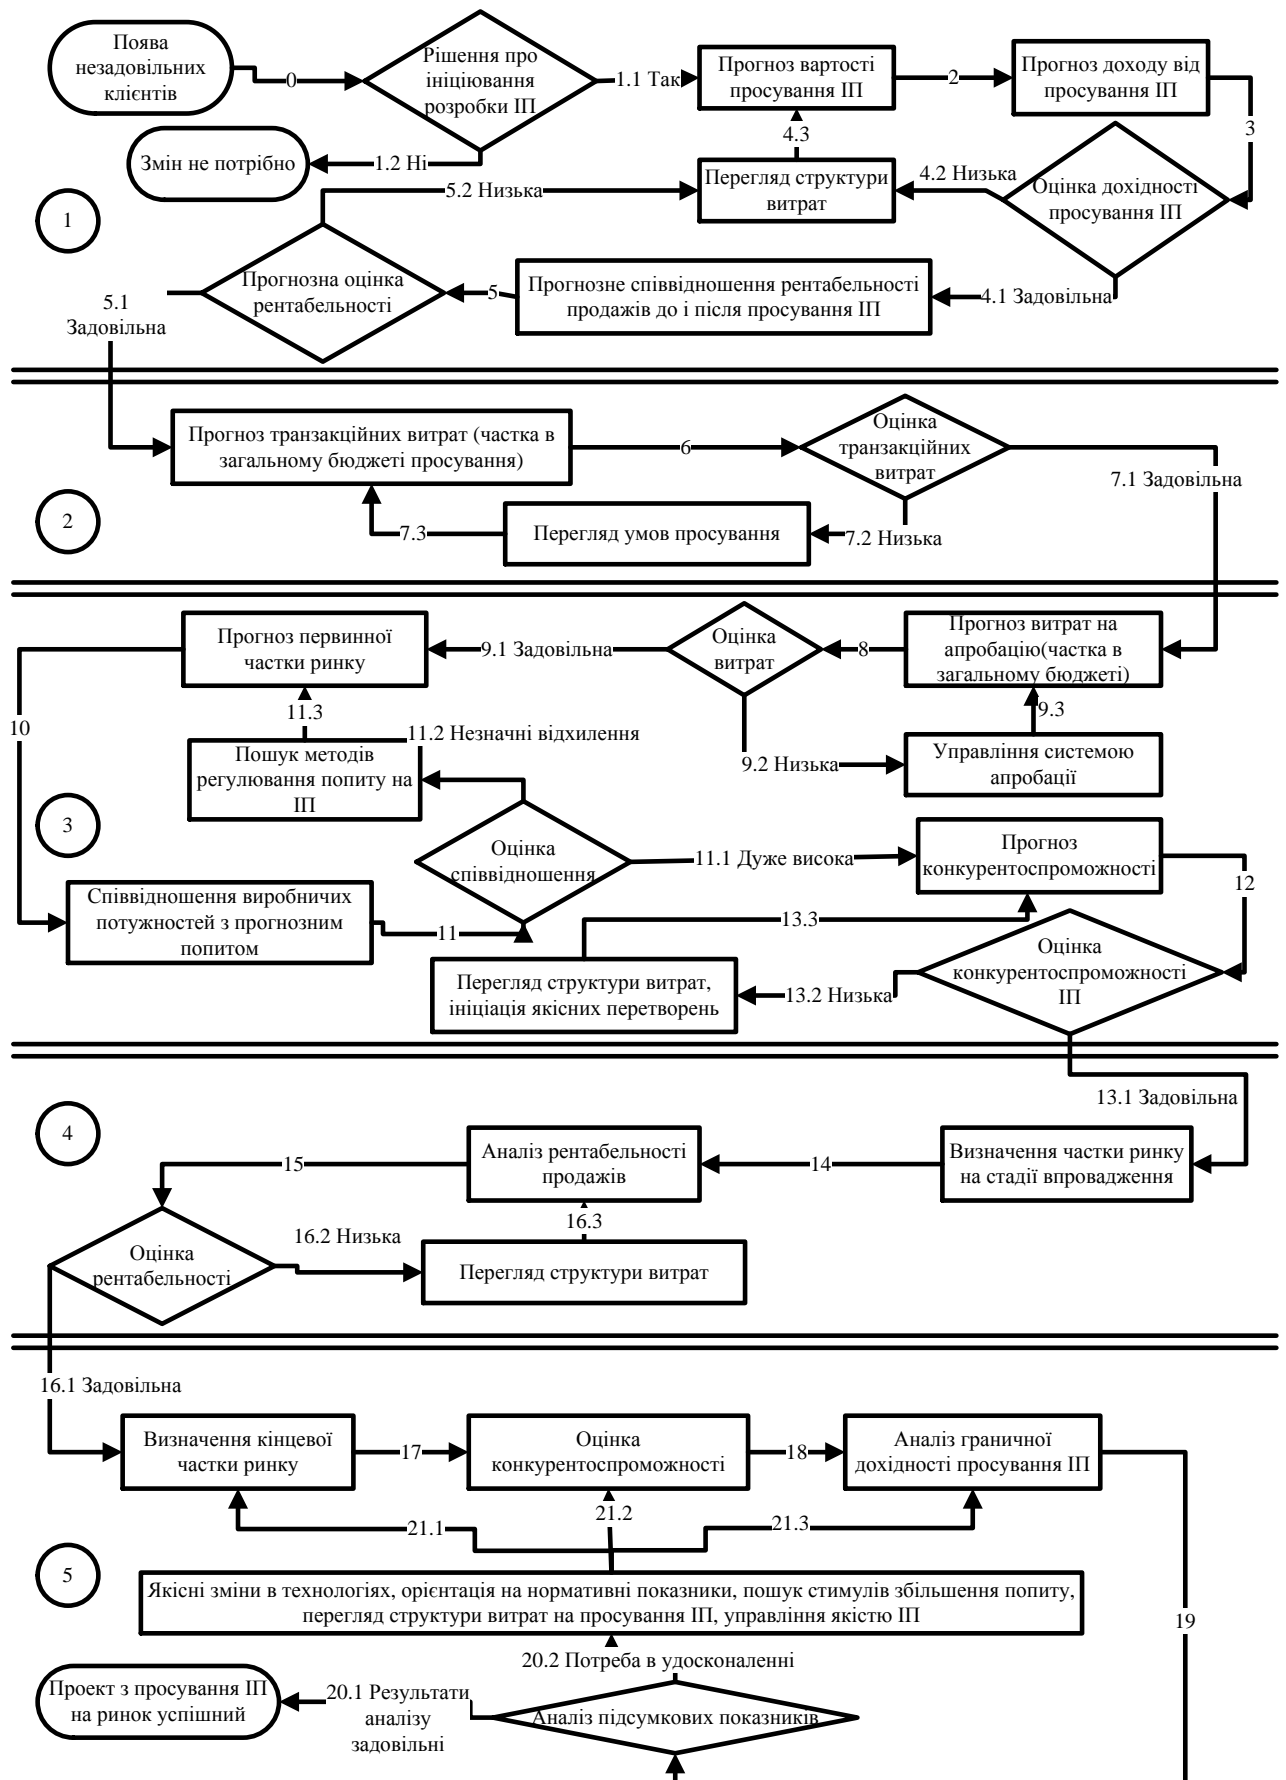 Поява
незадовільних
клієнтів
0
Рішення про
ініціювання
розробки ІП
1.1 Так
Прогноз вартості
просування ІП
2
Прогноз доходу від
просування ІП
3
1.2 Ні
Змін не потрібно
4.3
5.2 Низька
Перегляд структури
витрат
4.2 Низька
Оцінка дохідності
просування ІП
1
Прогнозна оцінка
рентабельності
5
Прогнозне співвідношення рентабельності
продажів до і після просування ІП
4.1 Задовільна
5.1
Задовільна
Прогноз транзакційних витрат (частка в
загальному бюджеті просування)
6
Оцінка
транзакційних
витрат
7.1 Задовільна
2
7.3
Перегляд умов просування
7.2 Низька
Прогноз первинної
частки ринку
9.1 Задовільна
Оцінка
витрат
8
Прогноз витрат на
апробацію(частка в
загальному бюджеті)
10
11.3
11.2 Незначні відхилення
9.3
Пошук методів
регулювання попиту на
ІП
9.2 Низька
Управління системою
апробації
3
Оцінка
співвідношення
11.1 Дуже висока
Прогноз
конкурентоспроможності
12
Співвідношення виробничих
потужностей з прогнозним
попитом
11
13.3
Оцінка
конкурентоспроможності
ІП
Перегляд структури витрат,
ініціація якісних перетворень
13.2 Низька
13.1 Задовільна
4
15
Аналіз рентабельності
продажів
14
Визначення частки ринку
на стадії впровадження
16.3
Оцінка
рентабельності
16.2 Низька
Перегляд структури витрат
16.1 Задовільна
Визначення кінцевої
частки ринку
17
Оцінка
конкурентоспроможності
18
Аналіз граничної
дохідності просування ІП
21.1
21.2
21.3
5
Якісні зміни в технологіях, орієнтація на нормативні показники, пошук стимулів збільшення попиту,
перегляд структури витрат на просування ІП, управління якістю ІП
19
20.2 Потреба в удосконаленні
Проект з просування ІП
на ринок успішний
20.1 Результати
аналізу
задовільні
Аналіз підсумкових показників